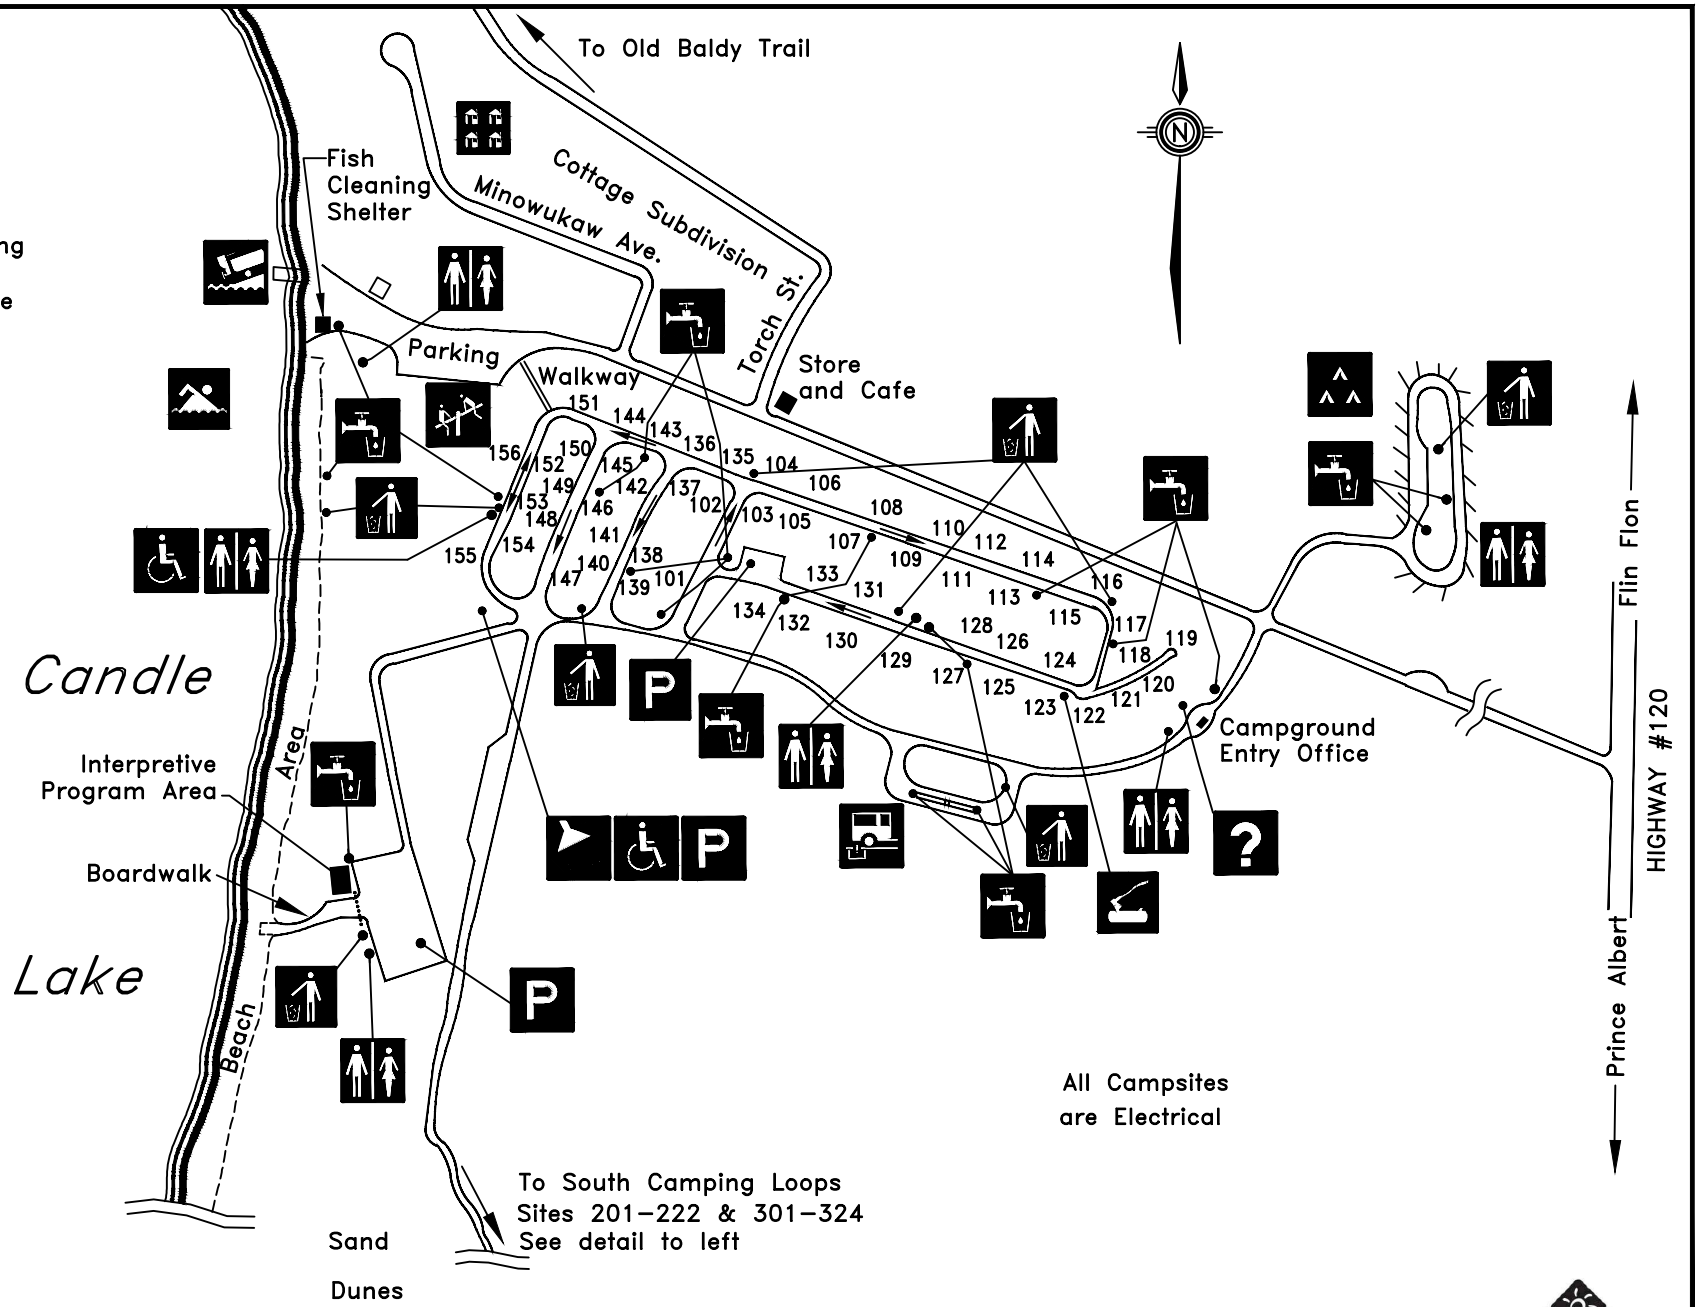 To Old Baldy Trail
N
Fish
Cleaning
Shelter
Cottage Subdivision
Minowukaw Ave.
Torch St.
ng
e
Parking
Walkway
Store
and Cafe
151
144
143
136
135
104
106
156
152
150
145
142
137
102
103
105
108
110
112
114
116
149
153
146
148
141
107
109
154
155
140
138
133
131
111
113
115
117
119
147
139
101
134
132
130
128
126
124
118
129
127
125
120
121
123
122
Candle
Lake
Area
Beach
Interpretive
Program Area
Boardwalk
P
P
P
?
Campground
Entry Office
Flin Flon
HIGHWAY #120
Prince Albert
All Campsites
are Electrical
To South Camping Loops
Sites 201-222 & 301-324
See detail to left
Sand
Dunes